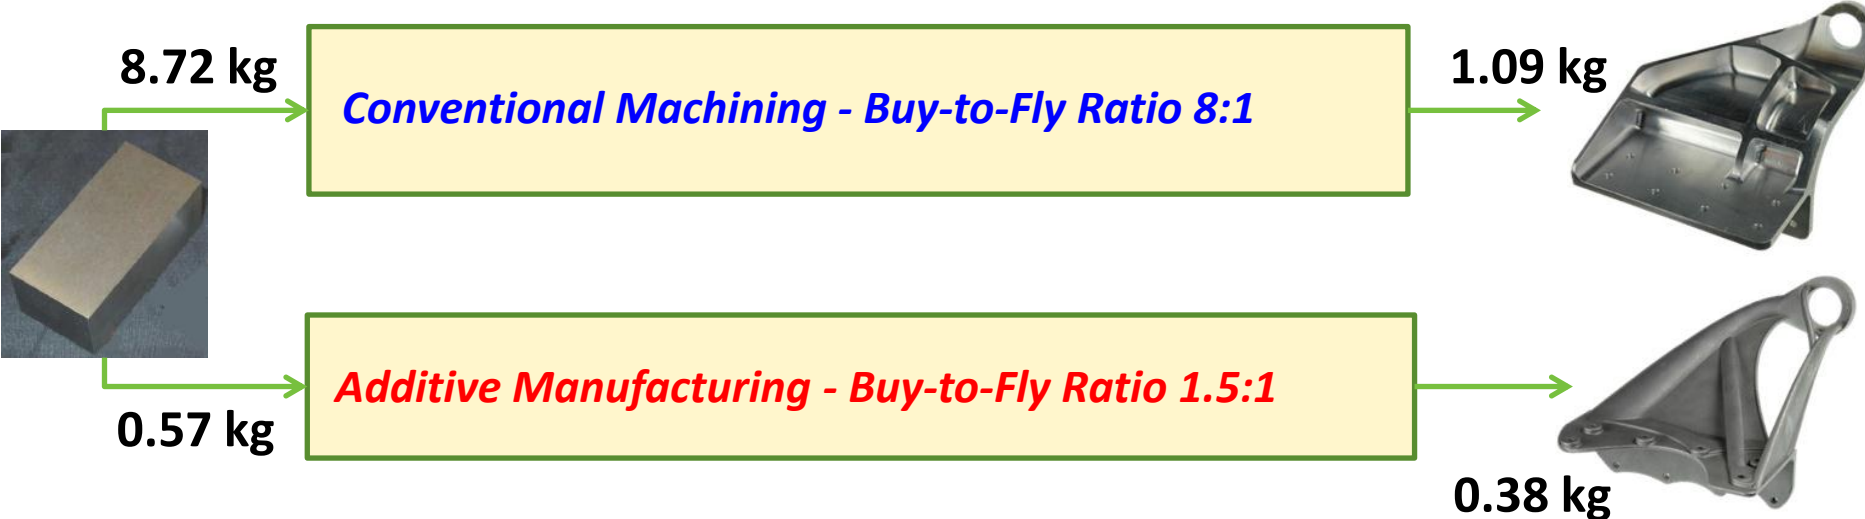 8.72 kg
Conventional Machining - Buy-to-Fly Ratio 8:1
1.09 kg
Additive Manufacturing - Buy-to-Fly Ratio 1.5:1
0.57 kg
0.38 kg